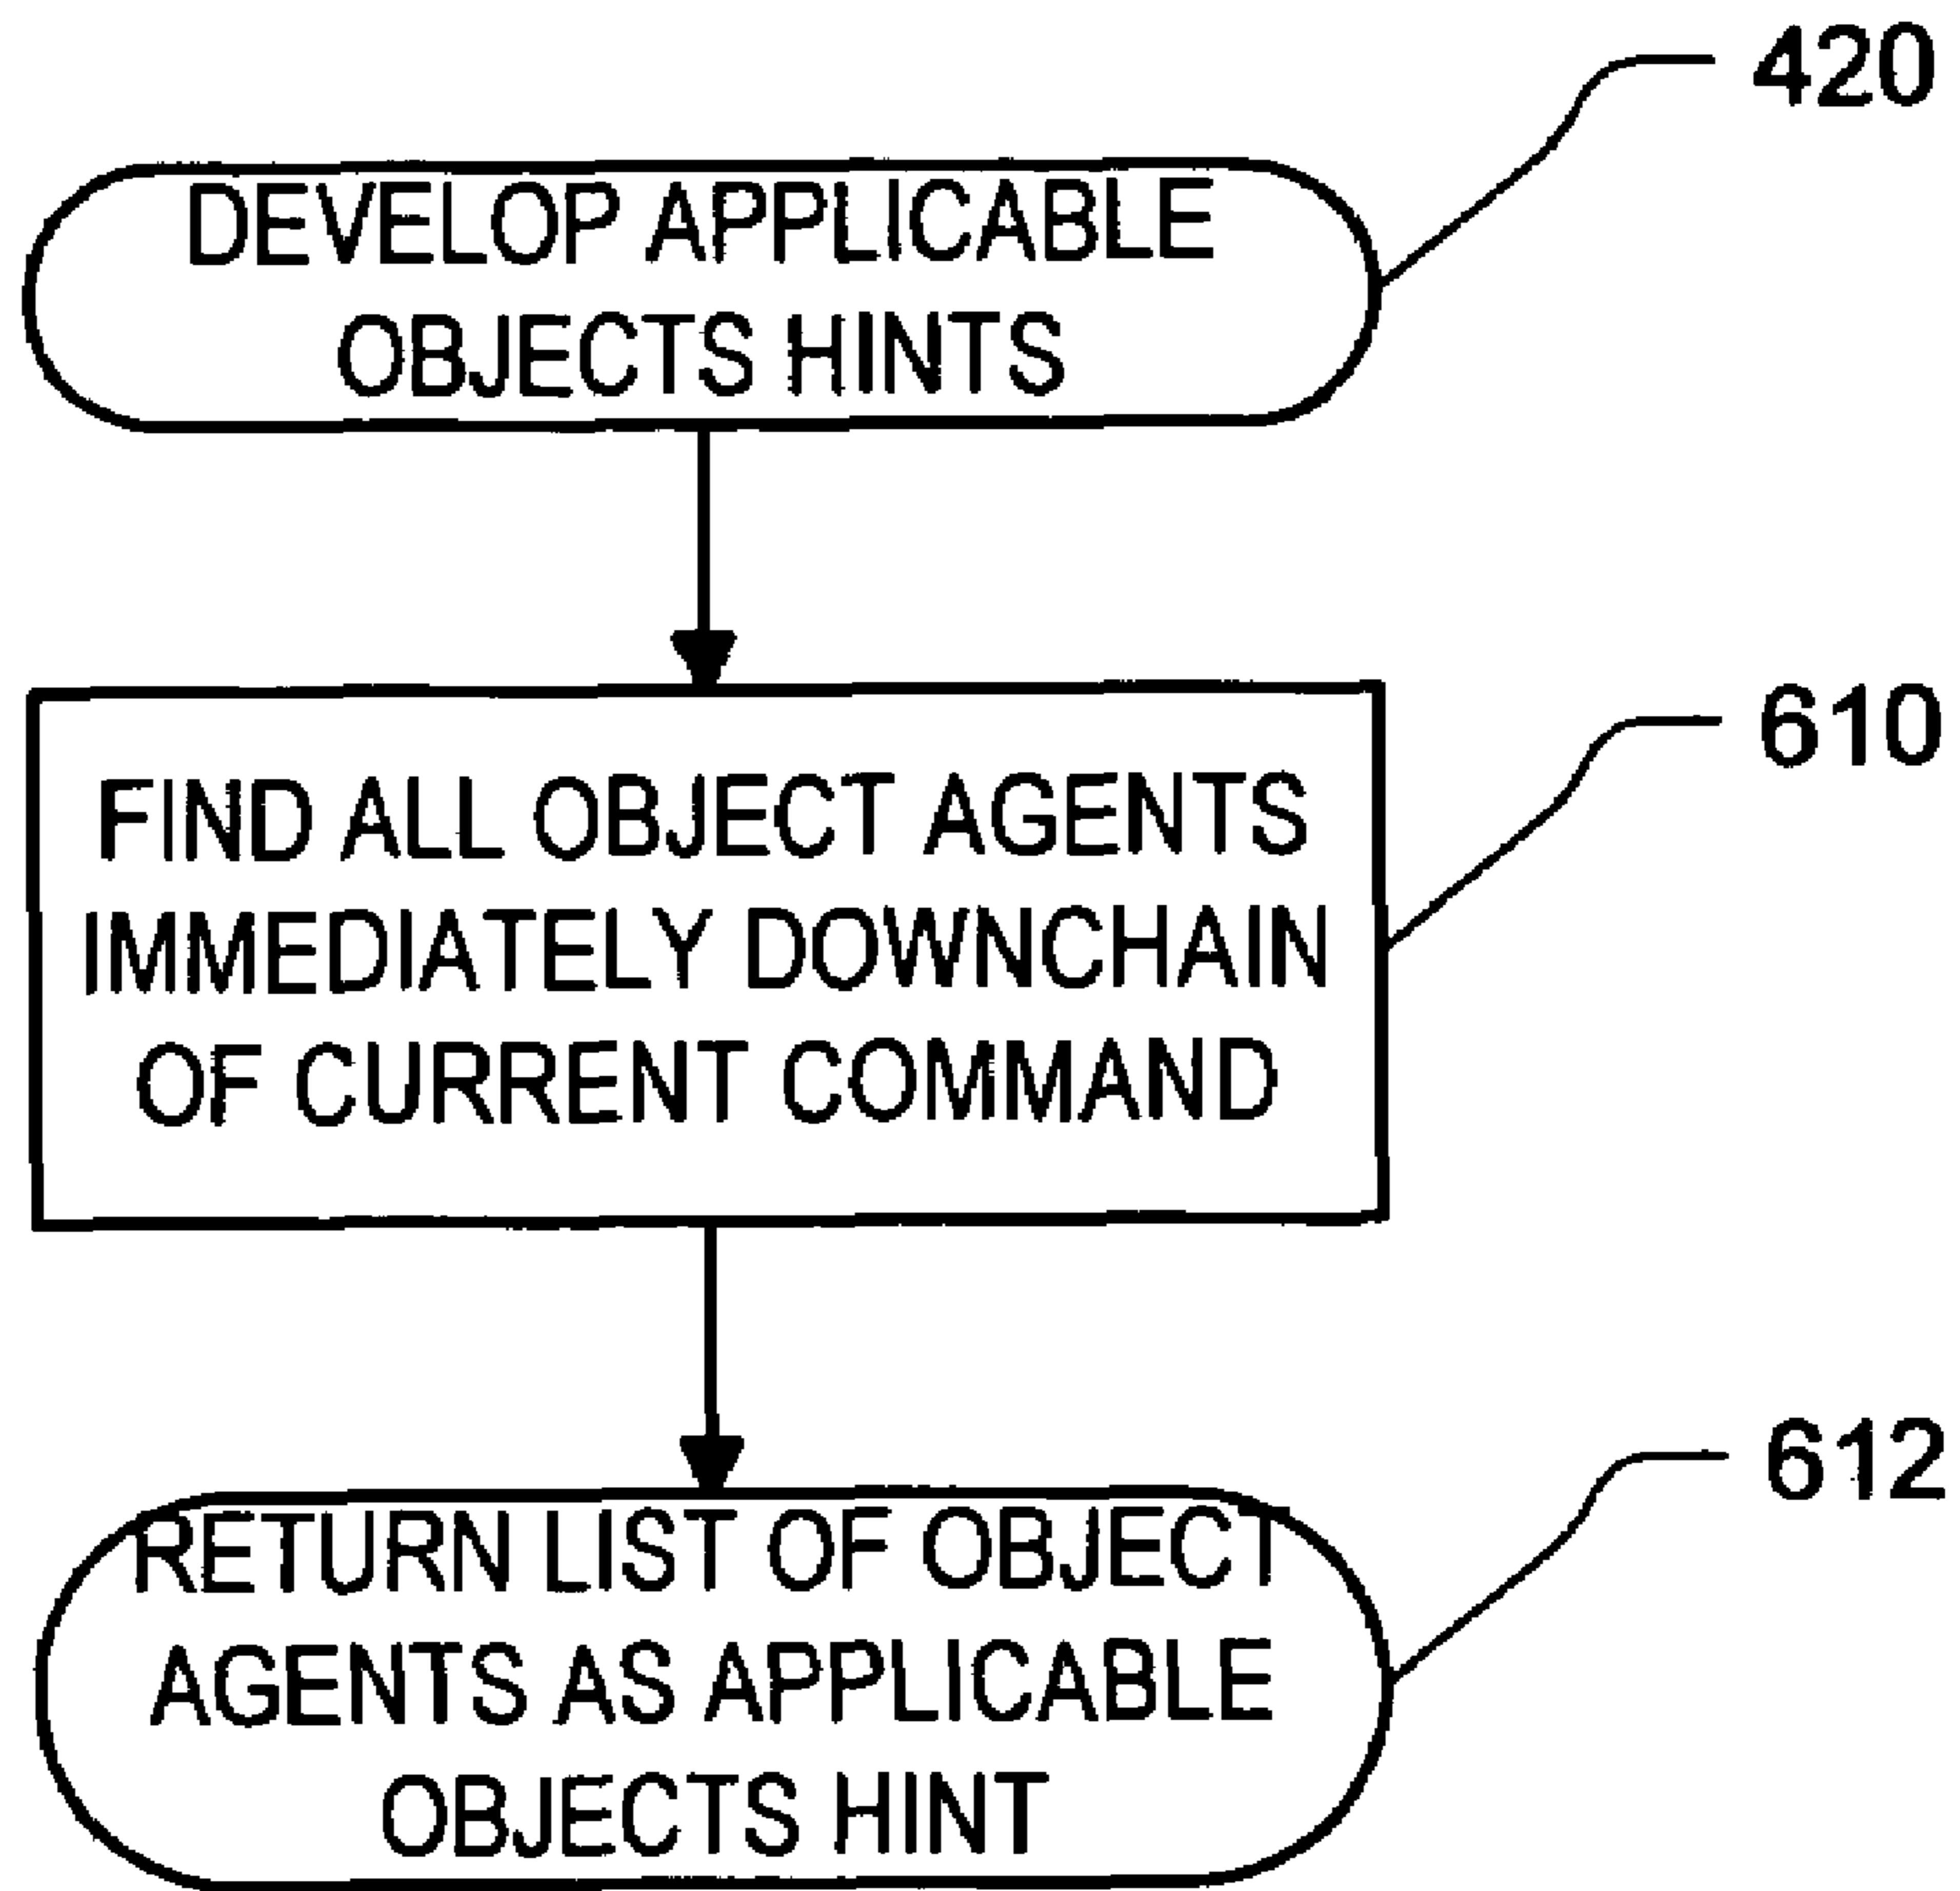 420
DEVELOP APPLICABLE
OBJECTS HINTS
610
FIND ALL OBJECT AGENTS
IMMEDIATELY DOWNCHAIN
OF CURRENT COMMAND
612
RETURN LIST OF OBJECT
AGENTS AS APPLICABLE
OBJECTS HINT